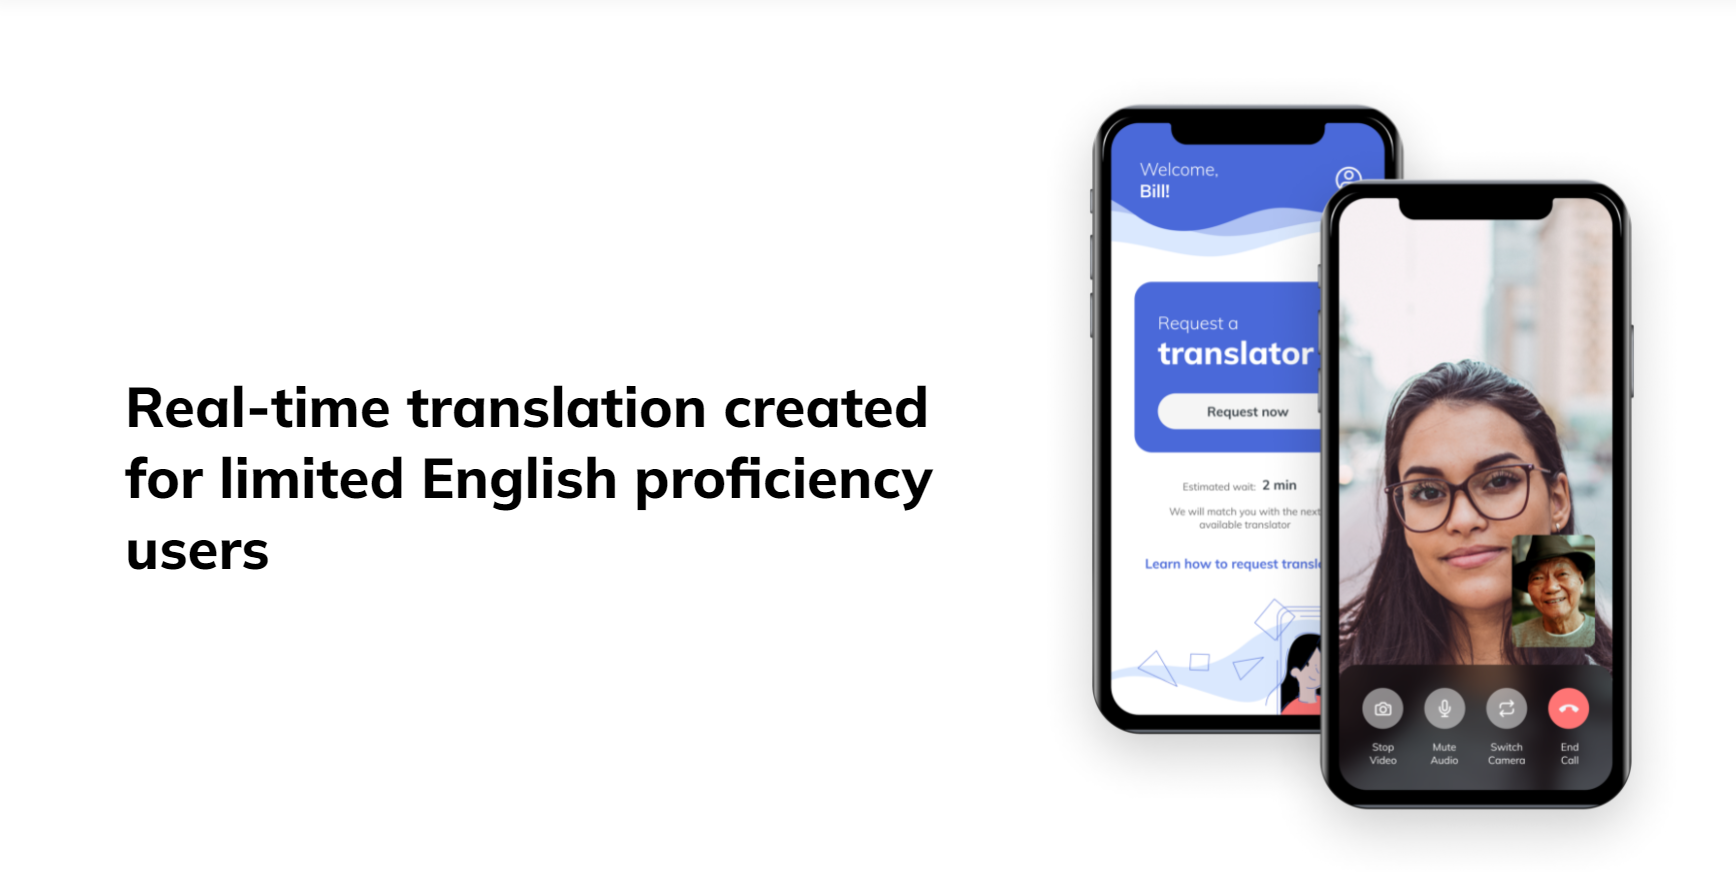 Real-time translation created
for limited English proficiency
users
Welcome,
Bill!
Request a
translator
Request now
Estimated wait: 2 min
We will match you with the next
available translator
Learn how to request
Stop
Video
Mute
Audio
Switch
Camera
End
Call